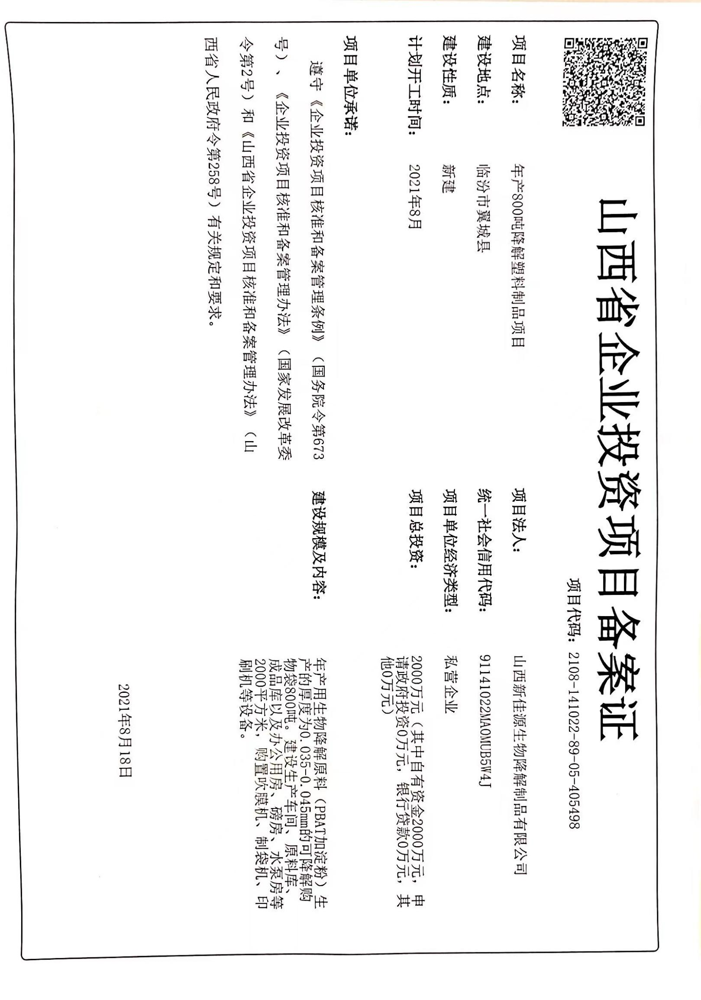 山西省企业投资项目备案证
项目代码：2108-141022-89-05-405498
项目名称： 年产800吨降解塑料制品项目
建设地点： 临汾市翼城县
建设性质： 新建
计划开工时间： 2021年8月
项目单位承诺：
遵守《企业投资项目核准和备案管理条例》（国务院令第673
号）、《企业投资项目核准和备案管理办法》（国家发展改革委
令第2号）和《山西省企业投资项目核准和备案管理办法》（山
西省人民政府令第258号）有关规定和要求。
项目法人： 山西新佳源生物降解制品有限公司
统一社会信用代码： 91141022MA0MUB5W4J
项目单位经济类型： 私营企业
项目总投资： 2000万元（其中自有资金2000万元，申
请政府投资0万元，银行贷款0万元，其
他0万元）
建设规模及内容： 年产用生物降解原料（PBAT加淀粉）生
产的厚度为0.035-0.045mm的可降解购
物袋800吨。建设生产车间、原料库、
成品库以及办公用房、磅房、水泵房等
2000平方米，购置吹膜机、制袋机、印
刷机等设备。
2021年8月18日